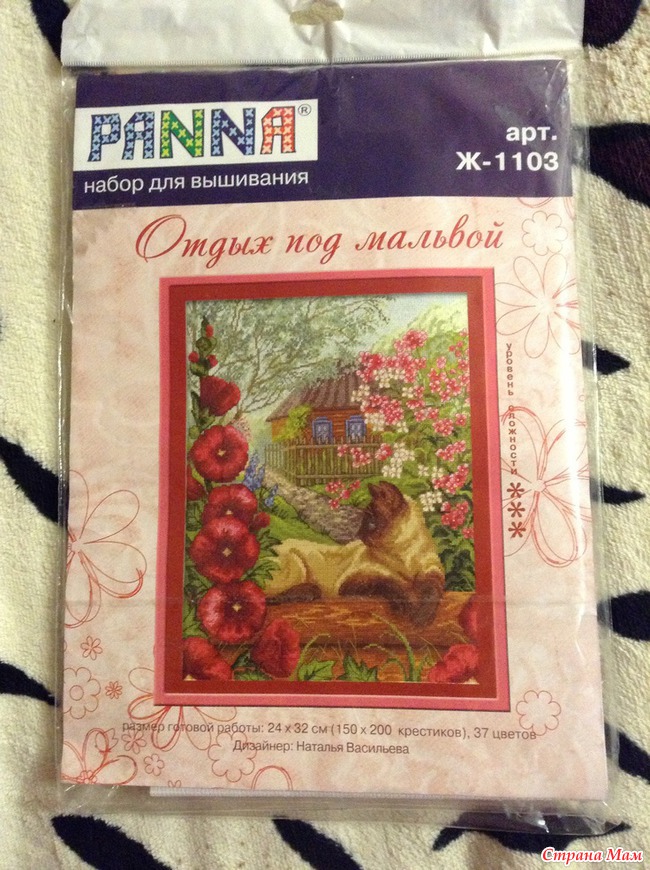 PANNA®
набор для вышивания
арт.
Ж-1103
Отдых под мальвой
уровень сложности ***
размер готовой работы: 24 х 32 см (150 х 200 крестиков), 37 цветов
Дизайнер: Наталья Васильева
Страна Мам